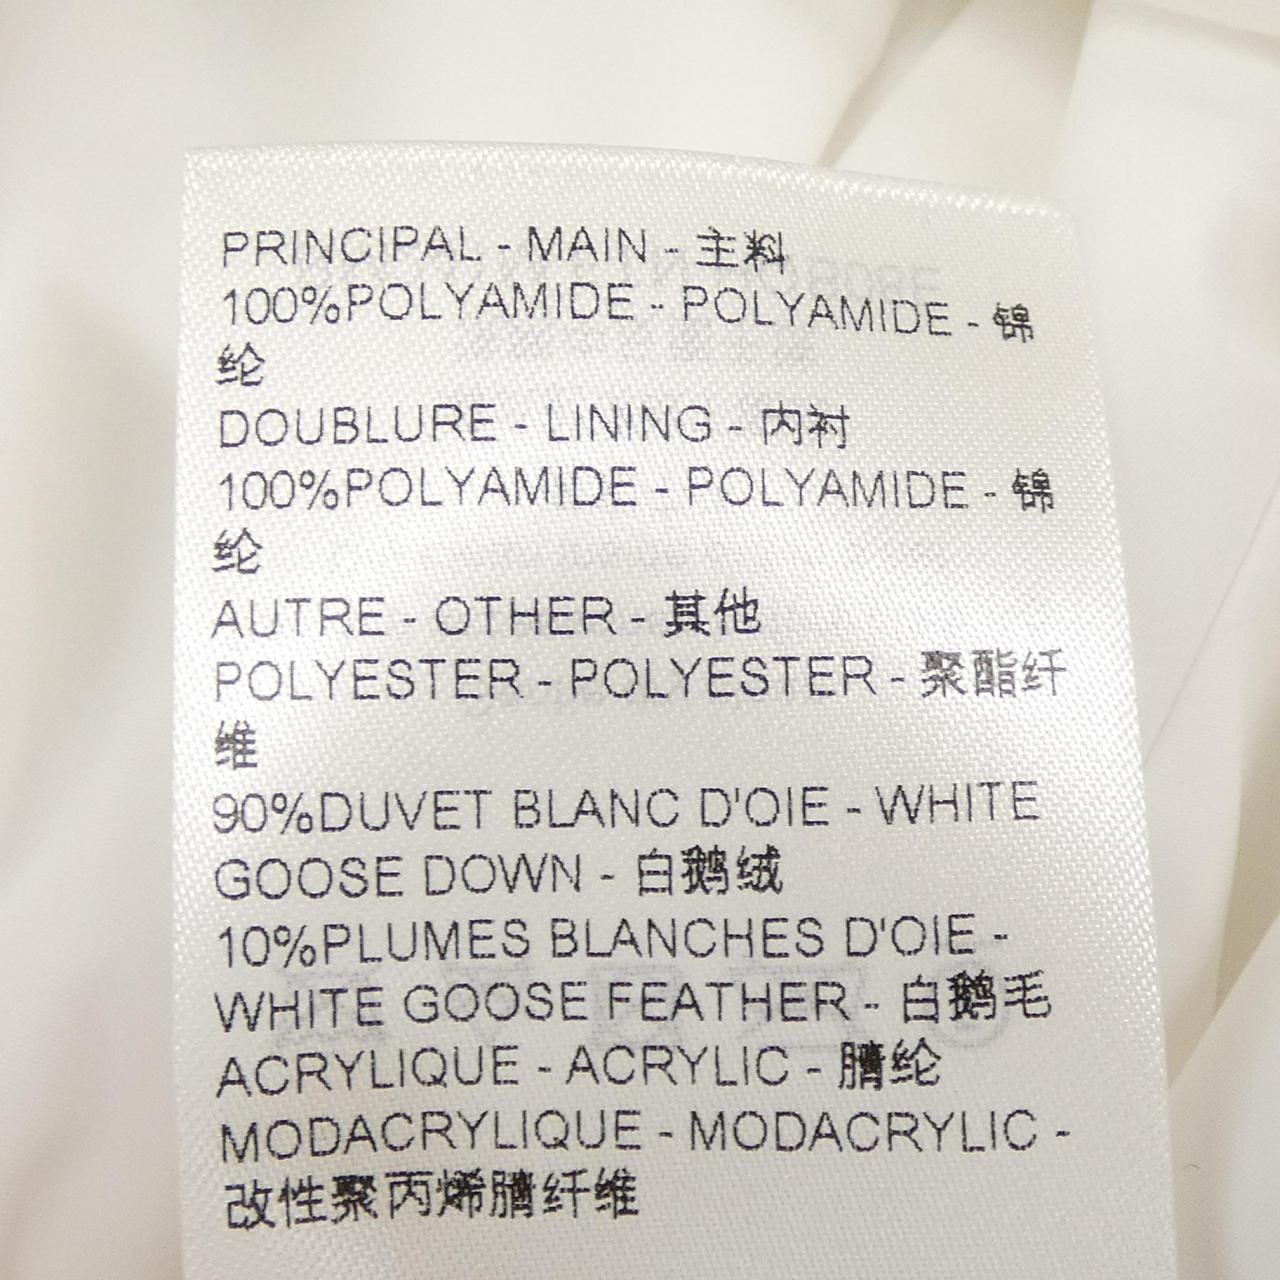 PRINCIPAL - MAIN - 主料
100%POLYAMIDE - POLYAMIDE - 锦
纶
DOUBLURE - LINING - 内衬
100%POLYAMIDE - POLYAMIDE - 锦
纶
AUTRE - OTHER - 其他
POLYESTER - POLYESTER - 聚酯纤
维
90%DUVET BLANC D'OIE - WHITE
GOOSE DOWN - 白鹅绒
10%PLUMES BLANCHES D'OIE -
WHITE GOOSE FEATHER - 白鹅毛
ACRYLIQUE - ACRYLIC - 腈纶
MODACRYLIQUE - MODACRYLIC -
改性聚丙烯腈纤维